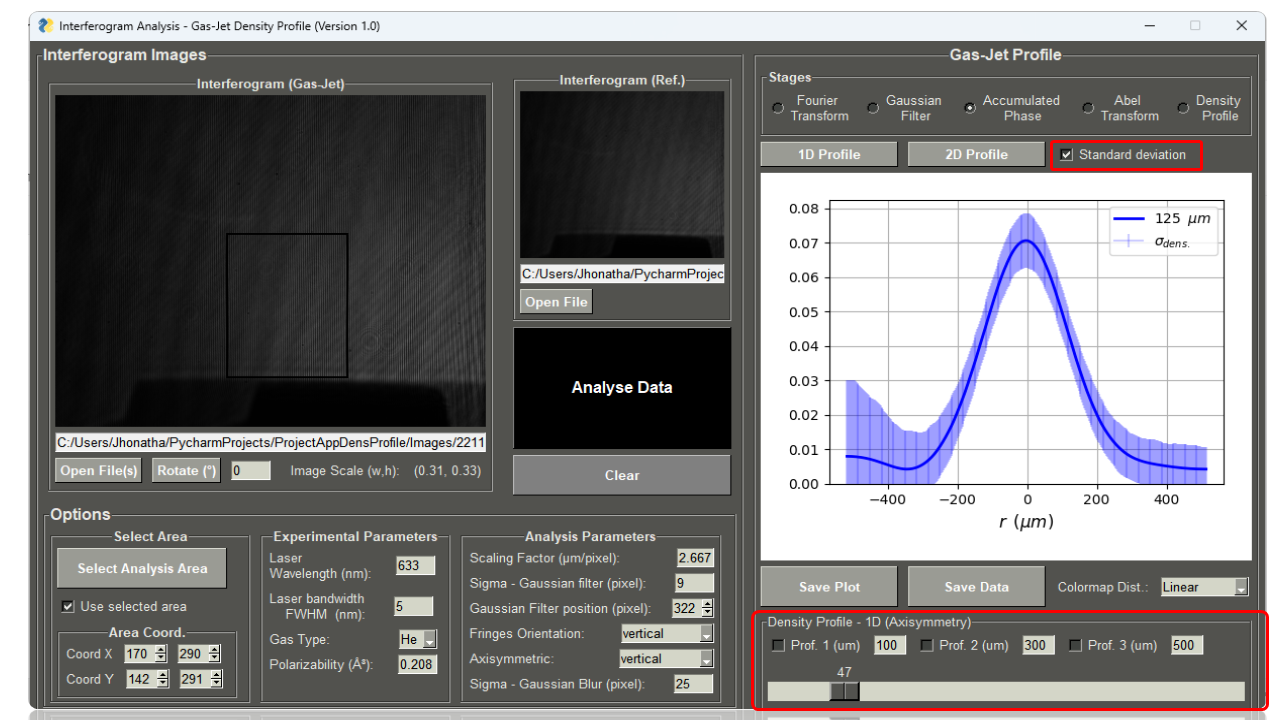 Interferogram Analysis - Gas-Jet Density Profile (Version 1.0)
Interferogram Images
Interferogram (Gas-Jet)
C:/Users/Jhonatha/PycharmProjects/ProjectAppDensProfile/Images/2211
Open File(s)
Rotate (°)
0
Image Scale (w,h): (0.31, 0.33)
Interferogram (Ref.)
C:/Users/Jhonatha/PycharmProjec
Open File
Analyse Data
Clear
Options
Select Area
Select Analysis Area
Use selected area
Area Coord.
Coord X 170 290
Coord Y 142 291
Experimental Parameters
Laser
Wavelength (nm): 633
Laser bandwidth
FWHM (nm): 5
Gas Type: He
Polarizability (Å³): 0.208
Analysis Parameters
Scaling Factor (µm/pixel): 2.667
Sigma - Gaussian filter (pixel): 9
Gaussian Filter position (pixel): 322
Fringes Orientation: vertical
Axisymmetric: vertical
Sigma - Gaussian Blur (pixel): 25
Gas-Jet Profile
Stages
Fourier
Transform
Gaussian
Filter
Accumulated
Phase
Abel
Transform
Density
Profile
1D Profile
2D Profile
Standard deviation
0.08
0.07
0.06
0.05
0.04
0.03
0.02
0.01
0.00
−400 −200 0 200 400
r (µm)
125 µm
σdens.
Save Plot
Save Data
Colormap Dist.: Linear
Density Profile - 1D (Axisymmetry)
Prof. 1 (um) 100 Prof. 2 (um) 300 Prof. 3 (um) 500
47